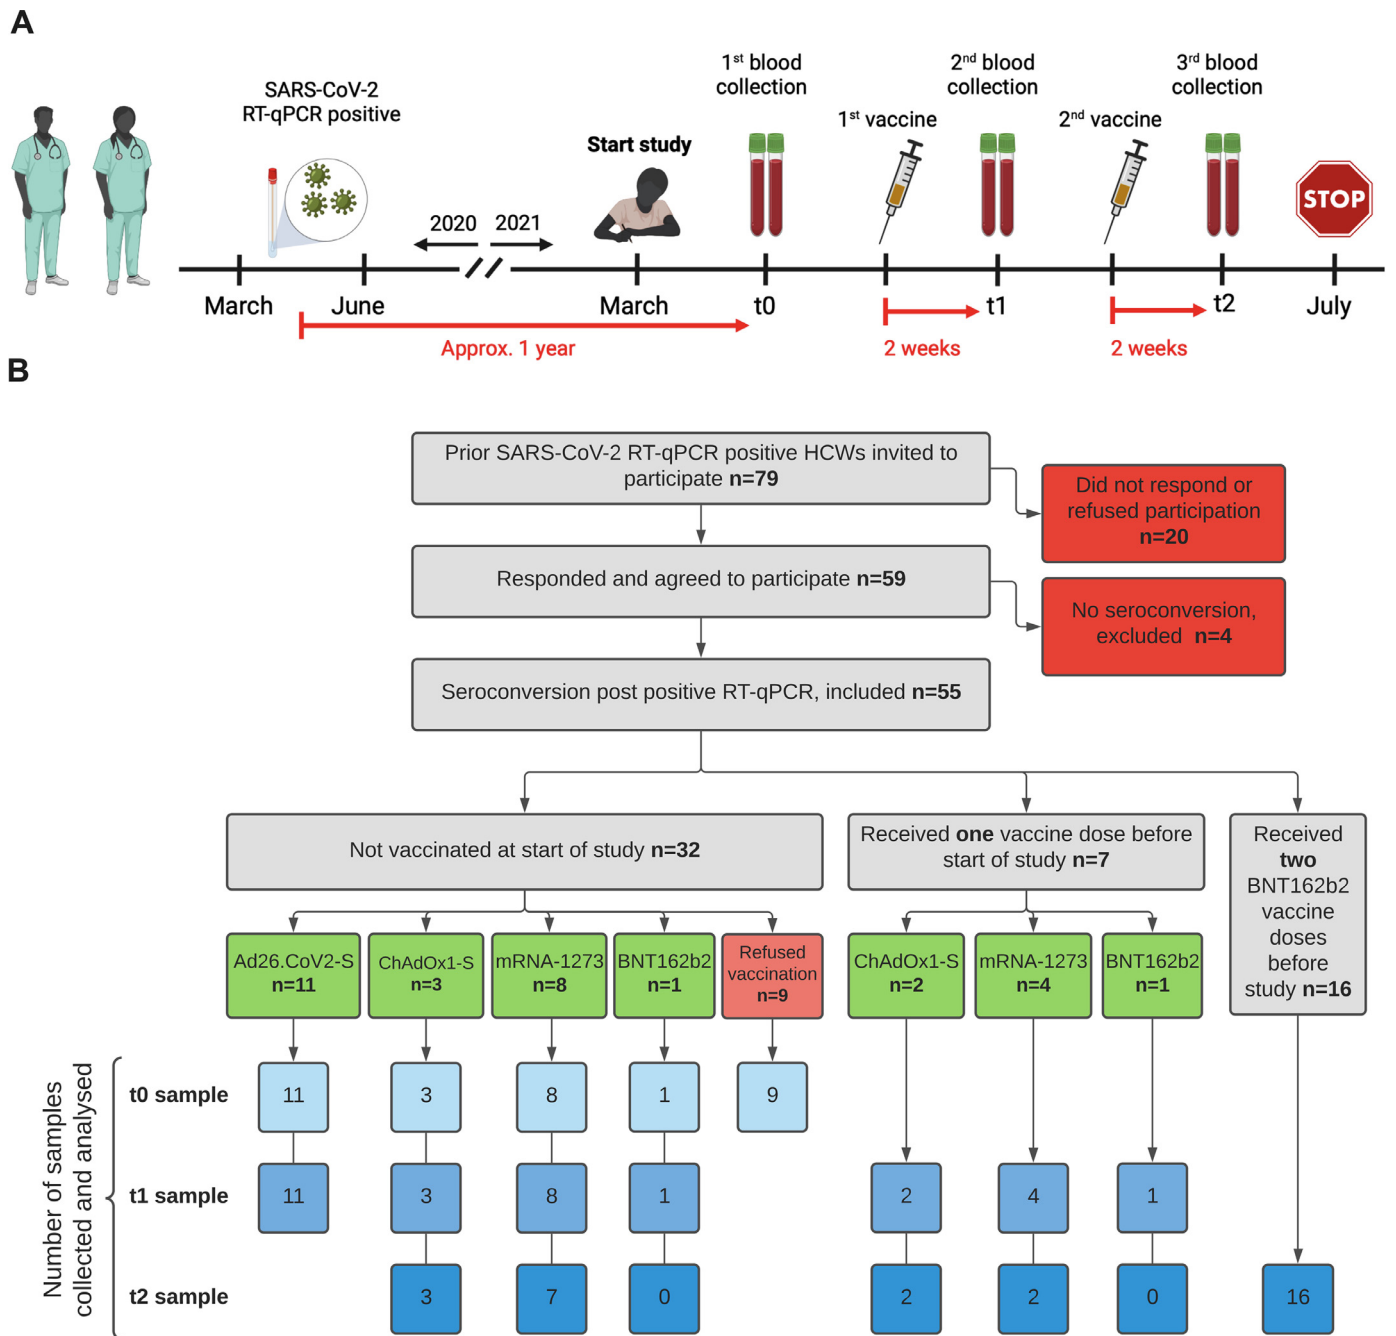 A
SARS-CoV-2
RT-qPCR positive
2020
2021
Start study
1st blood
collection
1st vaccine
2nd blood
collection
2nd vaccine
3rd blood
collection
STOP
March
June
March
t0
t1
t2
July
Approx. 1 year
2 weeks
2 weeks
B
Prior SARS-CoV-2 RT-qPCR positive HCWs invited to
participate n=79
Did not respond or
refused participation
n=20
Responded and agreed to participate n=59
No seroconversion,
excluded n=4
Seroconversion post positive RT-qPCR, included n=55
Not vaccinated at start of study n=32
Received one vaccine dose before
start of study n=7
Received
two
BNT162b2
vaccine
doses
before
study n=16
Ad26.CoV2-S
n=11
ChAdOx1-S
n=3
mRNA-1273
n=8
BNT162b2
n=1
Refused
vaccination
n=9
ChAdOx1-S
n=2
mRNA-1273
n=4
BNT162b2
n=1
Number of samples
collected and analysed
t0 sample
11
3
8
1
9
t1 sample
11
3
8
1
2
4
1
t2 sample
3
7
0
2
2
0
16